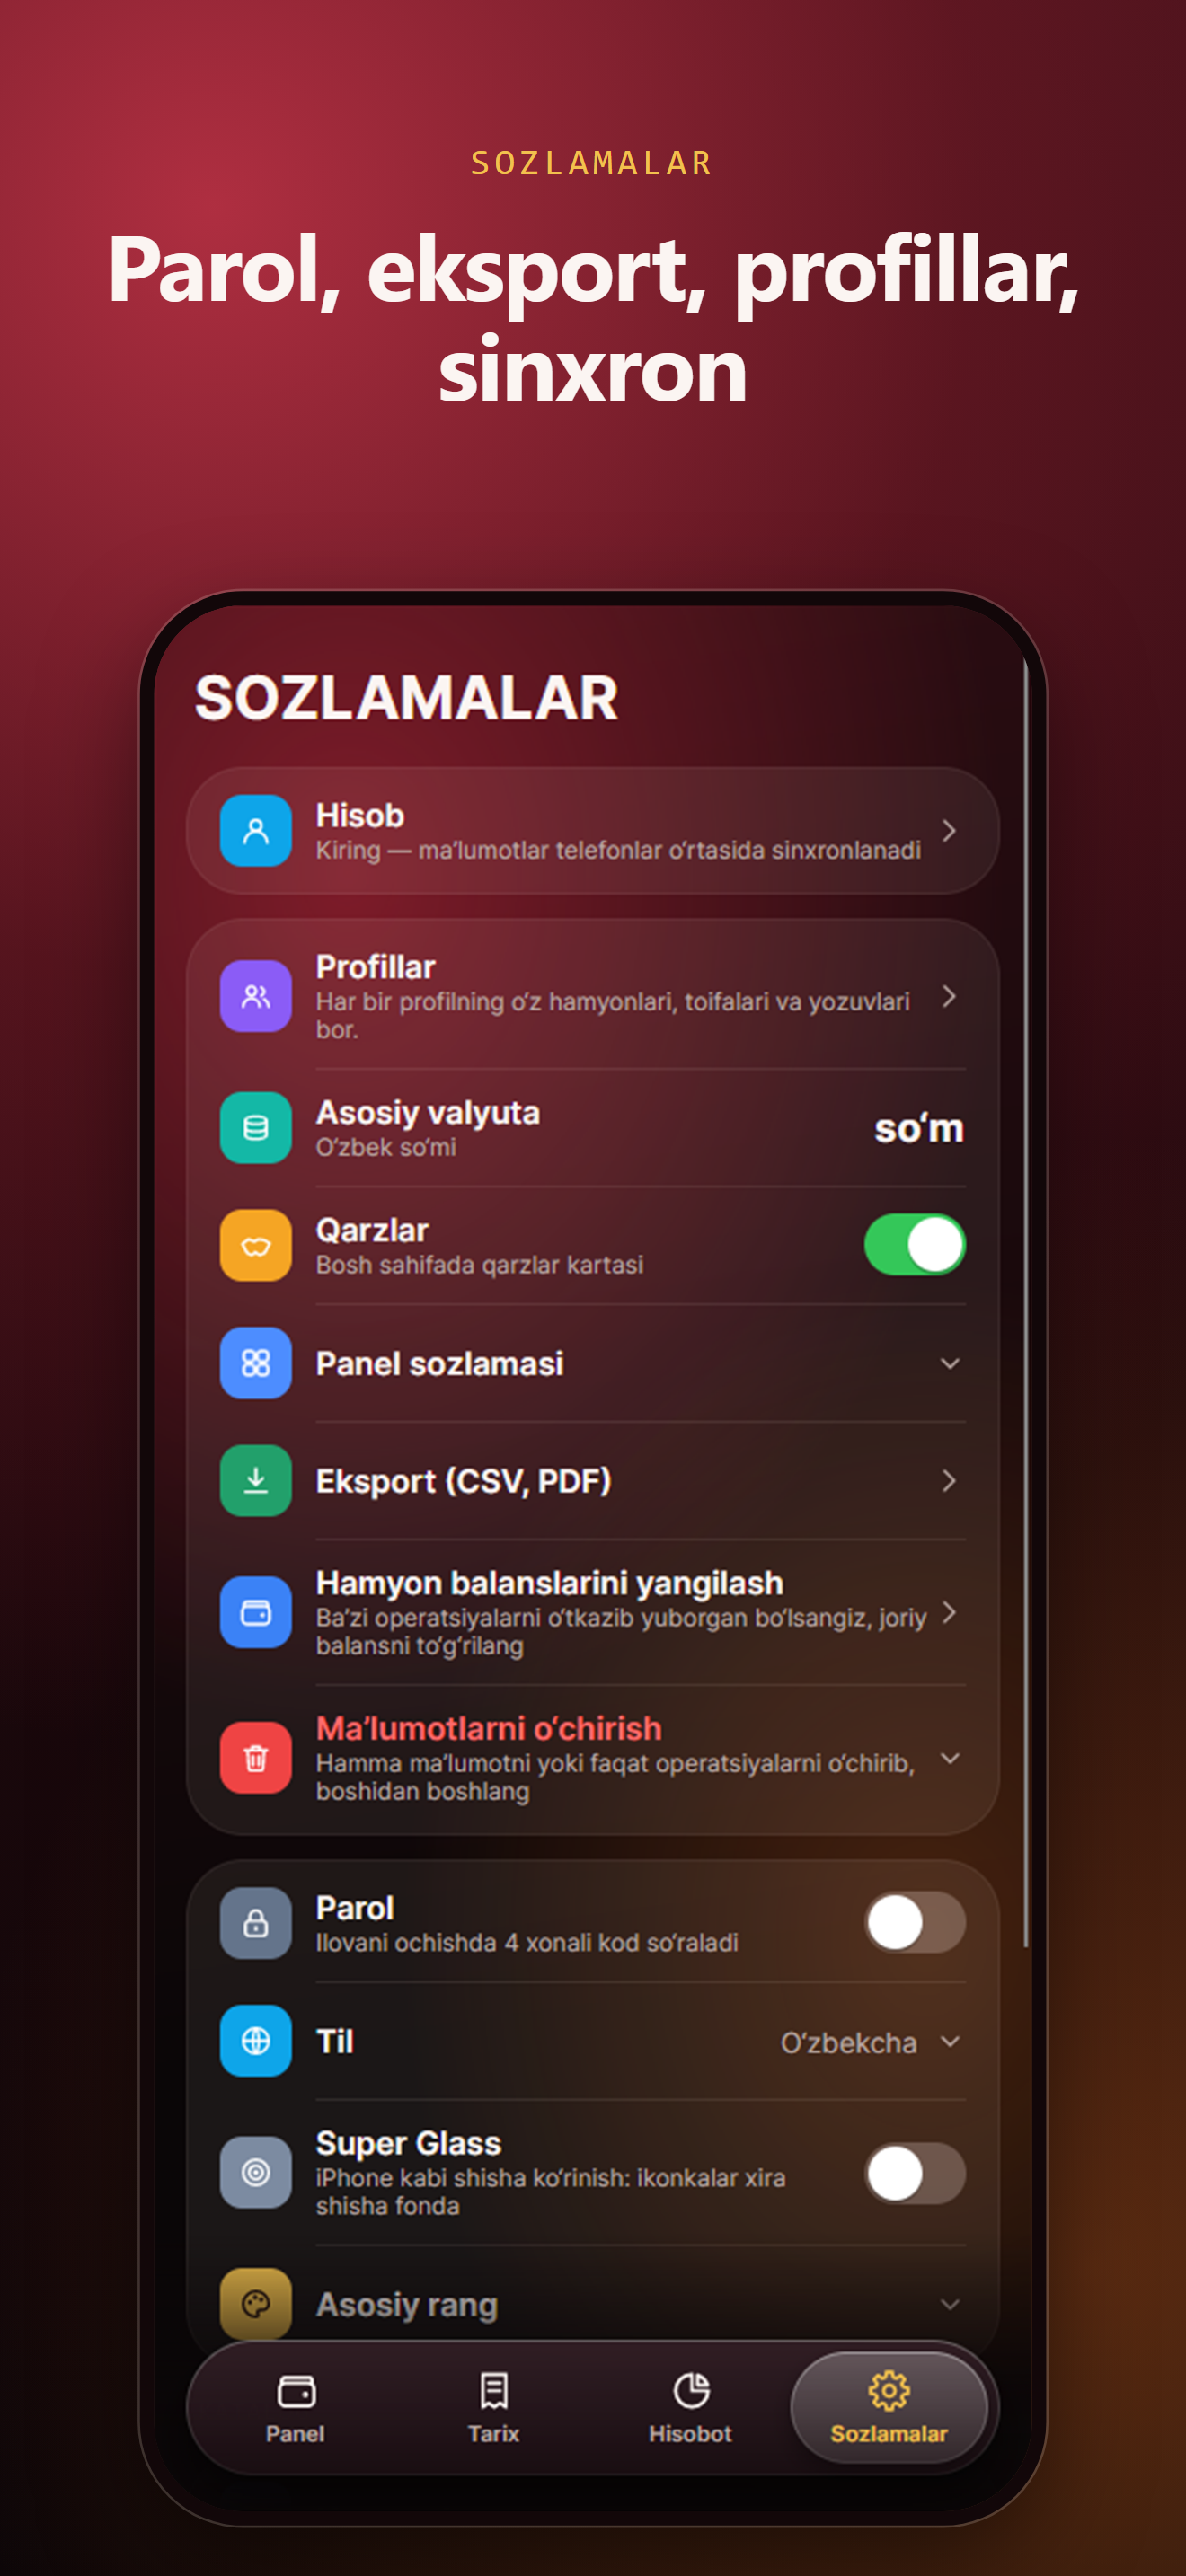 SOZLAMALAR
Parol, eksport, profillar,
sinxron
SOZLAMALAR
Hisob
Kiring — ma’lumotlar telefonlar o‘rtasida sinxronlanadi
Profillar
Har bir profilning o‘z hamyonlari, toifalari va yozuvlari
bor.
Asosiy valyuta
O‘zbek so‘mi
so‘m
Qarzlar
Bosh sahifada qarzlar kartasi
Panel sozlamasi
Eksport (CSV, PDF)
Hamyon balanslarini yangilash
Ba’zi operatsiyalarni o‘tkazib yuborgan bo‘lsangiz, joriy
balansni to‘g‘rilang
Ma’lumotlarni o‘chirish
Hamma ma’lumotni yoki faqat operatsiyalarni o‘chirib,
boshidan boshlang
Parol
Ilovani ochishda 4 xonali kod so‘raladi
Til
O‘zbekcha
Super Glass
iPhone kabi shisha ko‘rinish: ikonkalar xira
shisha fonda
Asosiy rang
Panel
Tarix
Hisobot
Sozlamalar